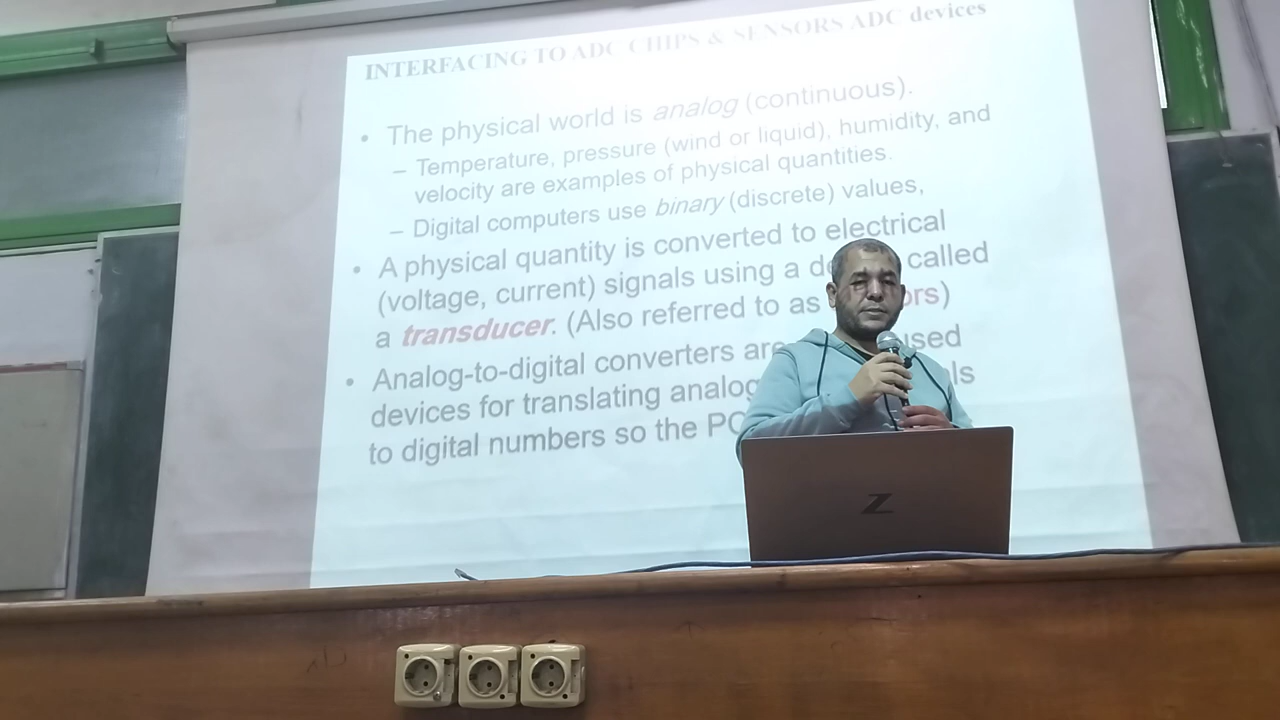 INTERFACING TO ADC CHIPS & SENSORS ADC devices
• The physical world is analog (continuous).
– Temperature, pressure (wind or liquid), humidity, and
velocity are examples of physical quantities.
– Digital computers use binary (discrete) values,
• A physical quantity is converted to electrical
(voltage, current) signals using a called
a transducer. (Also referred to as ors)
• Analog-to-digital converters are used
devices for translating analog ls
to digital numbers so the PC
Z